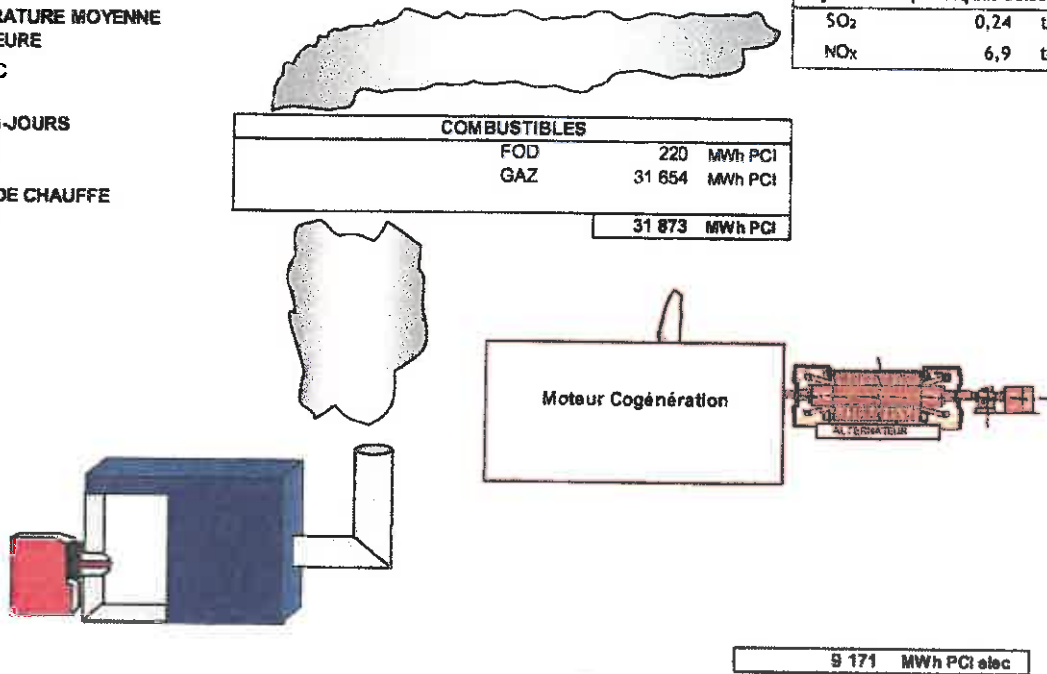 RATURE MOYENNE
EURE
C
-JOURS
DE CHAUFFE
SO₂ 0,24 t
NOx 6,9 t
COMBUSTIBLES
FOD 220 MWh PCI
GAZ 31 654 MWh PCI
31 873 MWh PCI
Moteur Cogénération
ALTERNATEUR
9 171 MWh PCI elec